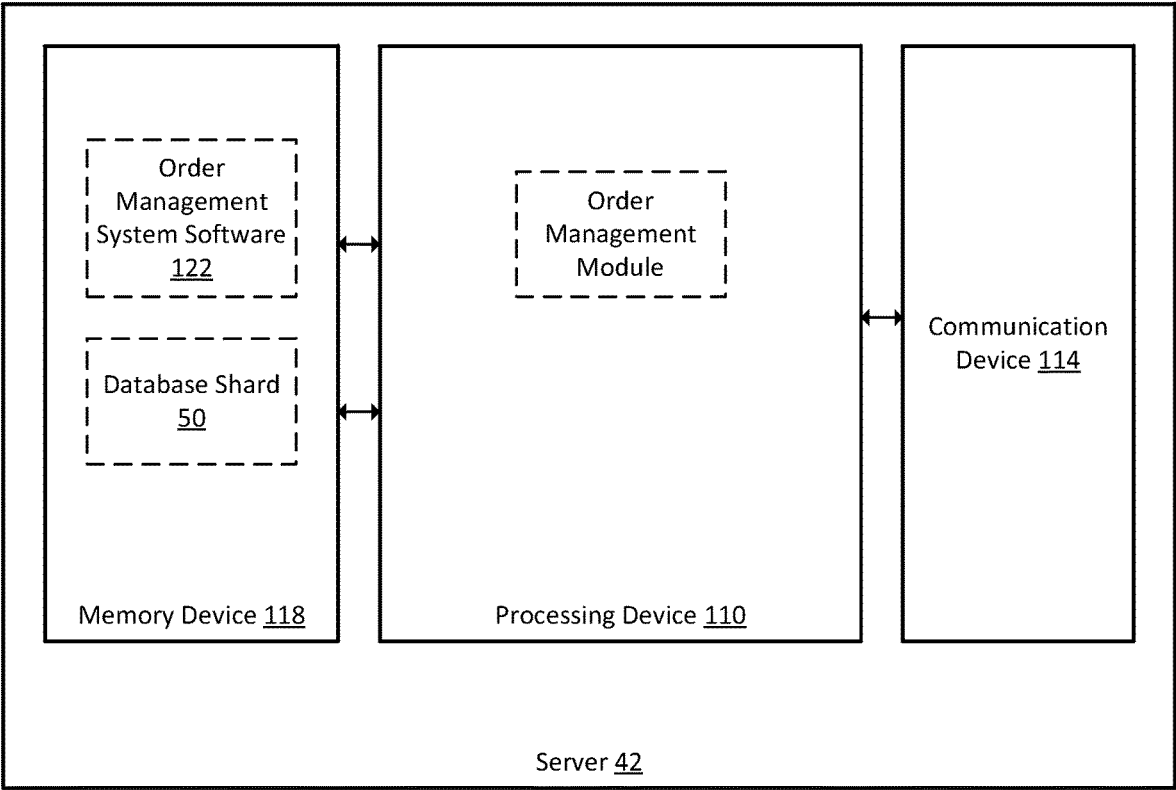 Order
Management
System Software
122
Database Shard
50
Memory Device 118
Order
Management
Module
Processing Device 110
Communication
Device 114
Server 42